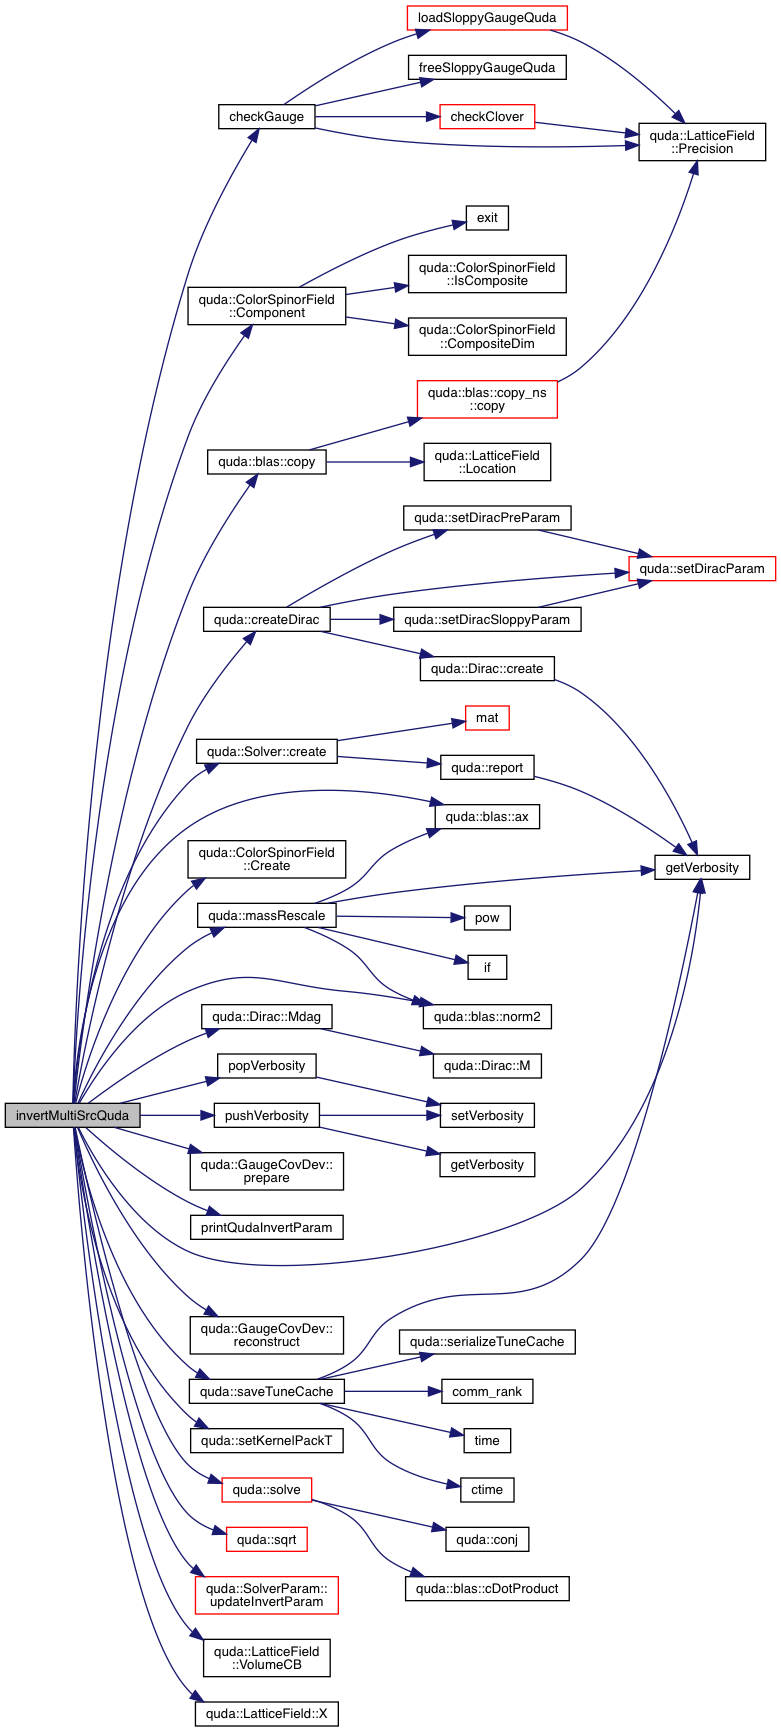 loadSloppyGaugeQuda
freeSloppyGaugeQuda
checkGauge
checkClover
quda::LatticeField
::Precision
exit
quda::ColorSpinorField
::IsComposite
quda::ColorSpinorField
::Component
quda::ColorSpinorField
::CompositeDim
quda::blas::copy_ns
::copy
quda::blas::copy
quda::LatticeField
::Location
quda::setDiracPreParam
quda::setDiracParam
quda::createDirac
quda::setDiracSloppyParam
quda::Dirac::create
mat
quda::Solver::create
quda::report
quda::blas::ax
quda::ColorSpinorField
::Create
getVerbosity
quda::massRescale
pow
if
quda::Dirac::Mdag
quda::blas::norm2
popVerbosity
quda::Dirac::M
invertMultiSrcQuda
pushVerbosity
setVerbosity
quda::GaugeCovDev::
prepare
getVerbosity
printQudaInvertParam
quda::GaugeCovDev::
reconstruct
quda::serializeTuneCache
quda::saveTuneCache
comm_rank
quda::setKernelPackT
time
quda::solve
ctime
quda::sqrt
quda::conj
quda::SolverParam::
updateInvertParam
quda::blas::cDotProduct
quda::LatticeField
::VolumeCB
quda::LatticeField::X